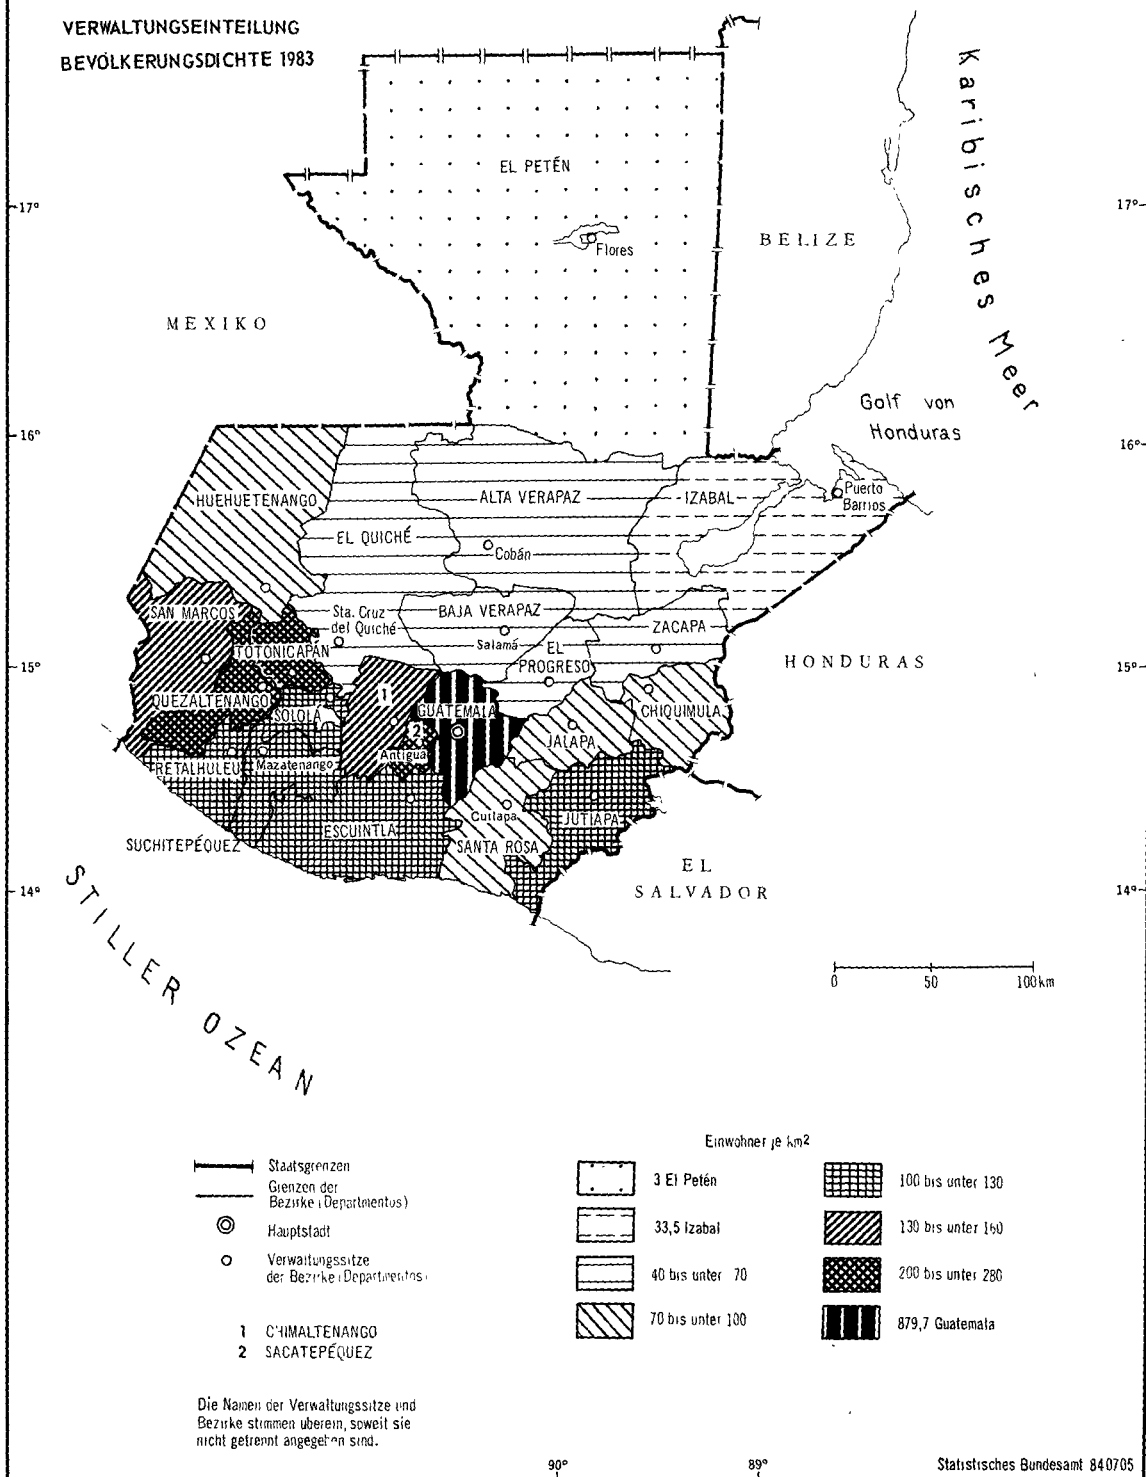 VERWALTUNGSEINTEILUNG
BEVÖLKERUNGSDICHTE 1983
Karibisches Meer
EL PETÉN
17°
17°
BELIZE
Flores
MEXIKO
Golf von
Honduras
16°
16°
HUEHUETENANGO
ALTA VERAPAZ
IZABAL
Puerto
Barrios
EL QUICHÉ
Cobán
SAN MARCOS
Sta. Cruz
del Quiché
BAJA VERAPAZ
ZACAPA
TOTONICAPÁN
Salamá
EL
PROGRESO
15°
15°
HONDURAS
QUEZALTENANGO
1
GUATEMALA
CHIQUIMULA
SOLOLÁ
2
JALAPA
Antigua
RETALHULEU
Mazatenango
Cuilapa
JUTIAPA
ESCUINTLA
SUCHITEPÉQUEZ
SANTA ROSA
EL
SALVADOR
14°
14°
STILLER OZEAN
0 50 100 km
Staatsgrenzen
Grenzen der
Bezirke (Departmentos)
Hauptstadt
Verwaltungssitze
der Bezirke (Departmentos)
1 CHIMALTENANGO
2 SACATEPÉQUEZ
Die Namen der Verwaltungssitze und
Bezirke stimmen überein, soweit sie
nicht getrennt angegeben sind.
Einwohner je km²
3 El Petén
33,5 Izabal
40 bis unter 70
70 bis unter 100
100 bis unter 130
130 bis unter 160
200 bis unter 280
879,7 Guatemala
90°
89°
Statistisches Bundesamt 840705